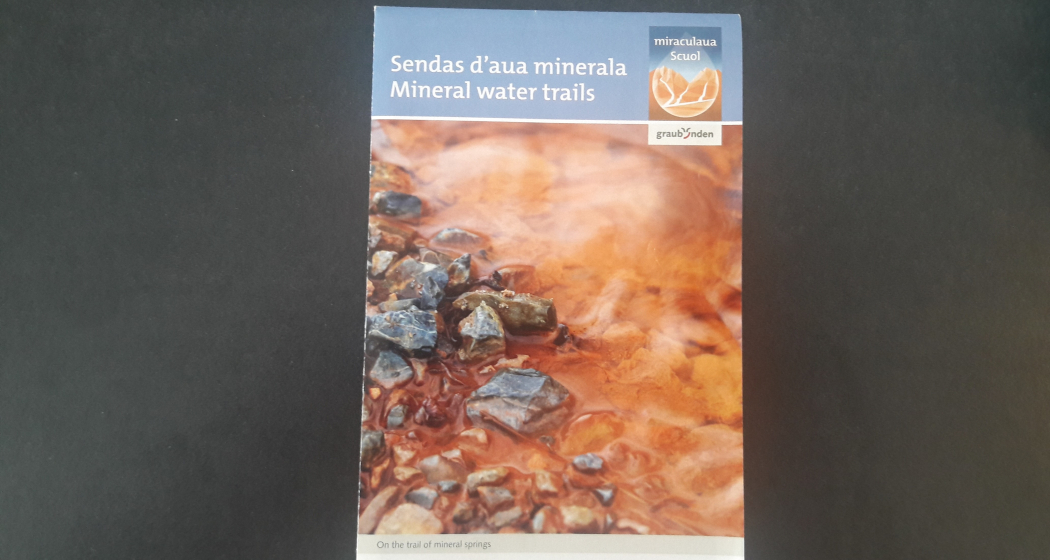 Sendas d'aua minerala
Mineral water trails
miraculaua
Scuol
graubünden
On the trail of mineral springs